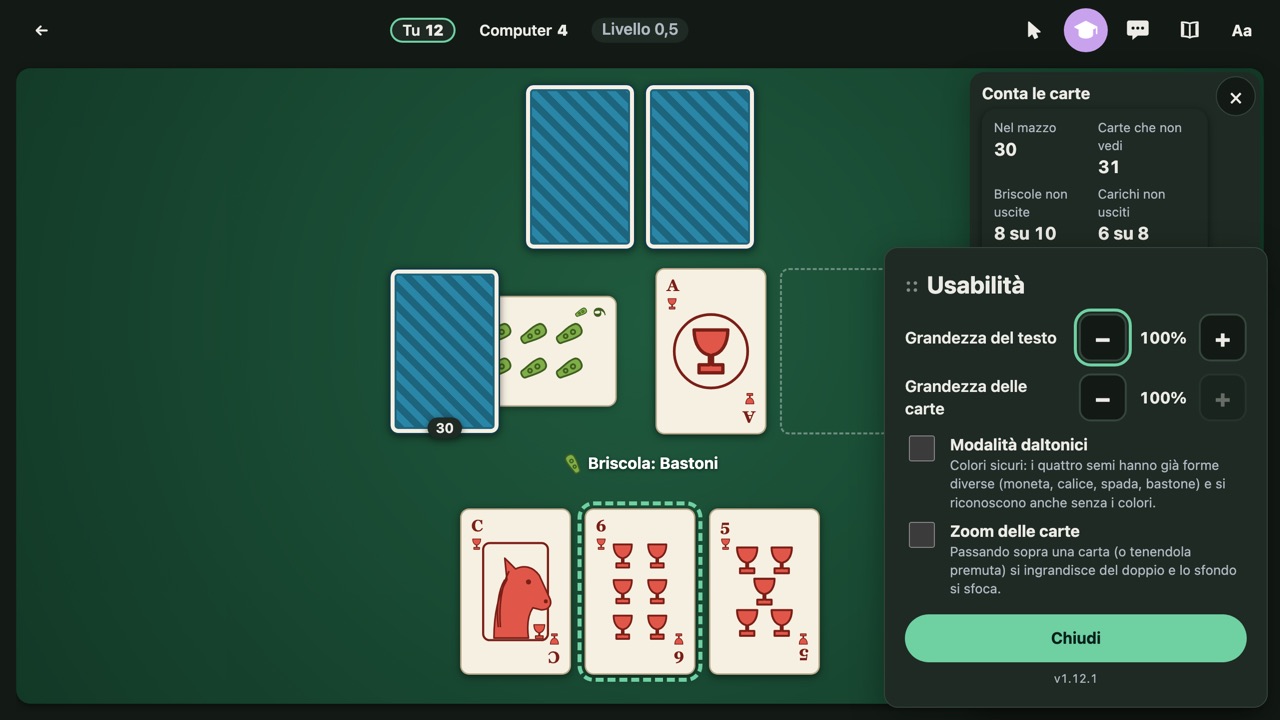 Tu 12
Computer 4
Livello 0,5
Aa
Conta le carte
Nel mazzo
30
Carte che non
vedi
31
Briscole non
uscite
8 su 10
Carichi non
usciti
6 su 8
6
30
A
A
Briscola: Bastoni
C
C
6
6
5
5
Usabilità
Grandezza del testo
100%
Grandezza delle
carte
100%
Modalità daltonici
Colori sicuri: i quattro semi hanno già forme
diverse (moneta, calice, spada, bastone) e si
riconoscono anche senza i colori.
Zoom delle carte
Passando sopra una carta (o tenendola
premuta) si ingrandisce del doppio e lo sfondo
si sfoca.
Chiudi
v1.12.1